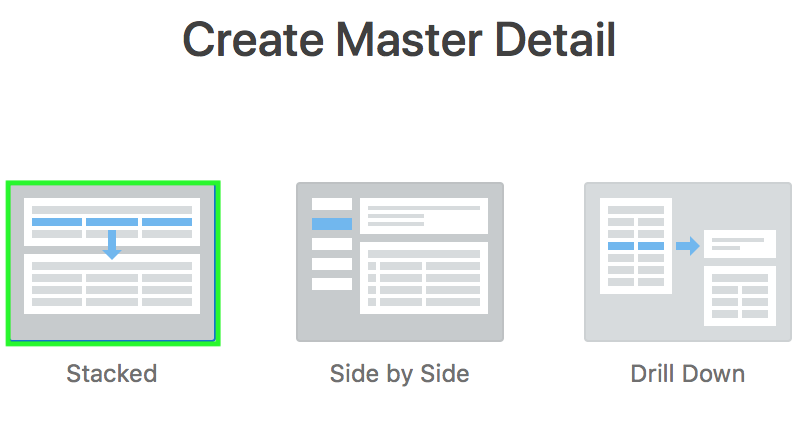 Create Master Detail
Stacked
Side by Side
Drill Down